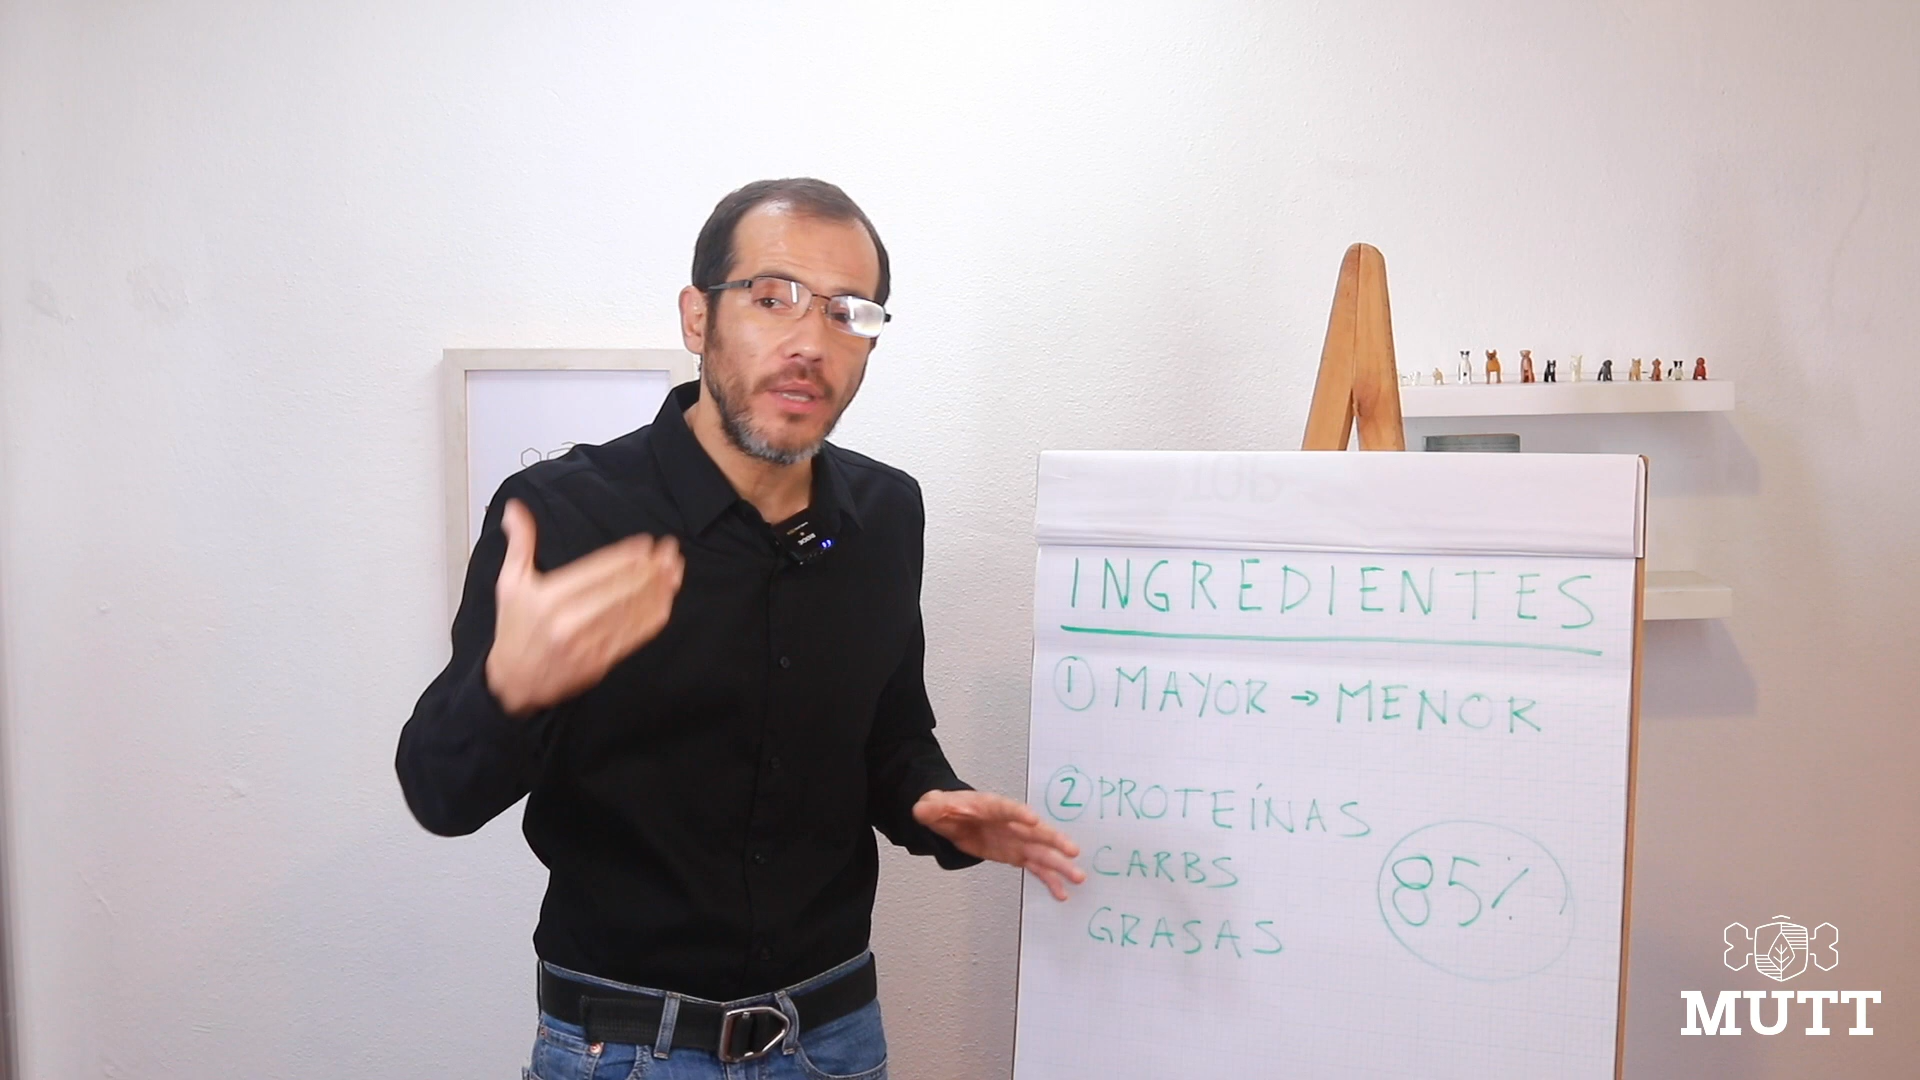 INGREDIENTES
① MAYOR → MENOR
② PROTEÍNAS
CARBS
GRASAS
85%
MUTT